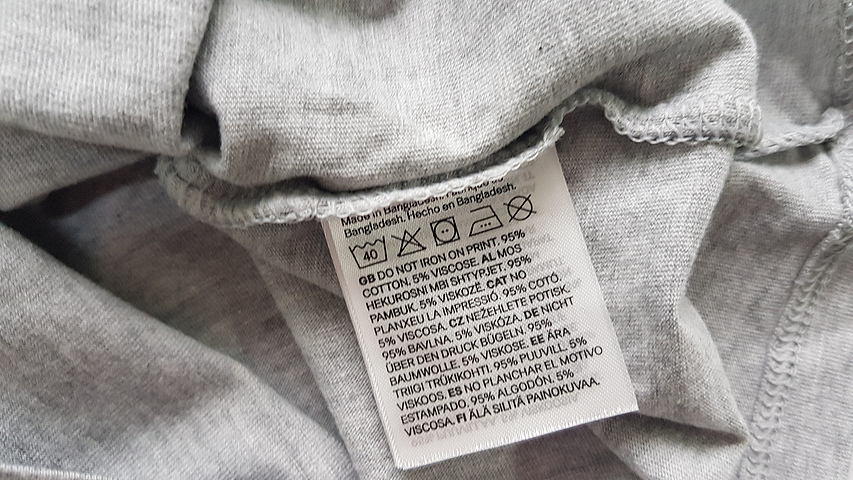 Made in Bangladesh.
Bangladesh. Hecho en Bangladesh.
40
GB DO NOT IRON ON PRINT. 95%
COTTON. 5% VISCOSE. AL MOS
HEKUROSNI MBI SHTYPJET. 95%
PAMBUK. 5% VISKOZË. CAT NO
PLANXEU LA IMPRESSIÓ. 95% COTÓ.
5% VISCOSA. CZ NEŽEHLETE POTISK.
95% BAVLNA. 5% VISKÓZA. DE NICHT
ÜBER DEN DRUCK BÜGELN. 95%
BAUMWOLLE. 5% VISKOSE. EE ÄRA
TRIIGI TRÜKIKOHTI. 95% PUUVILL. 5%
VISKOOS. ES NO PLANCHAR EL MOTIVO
ESTAMPADO. 95% ALGODÓN. 5%
VISCOSA. FI ÄLÄ SILITÄ PAINOKUVAA.